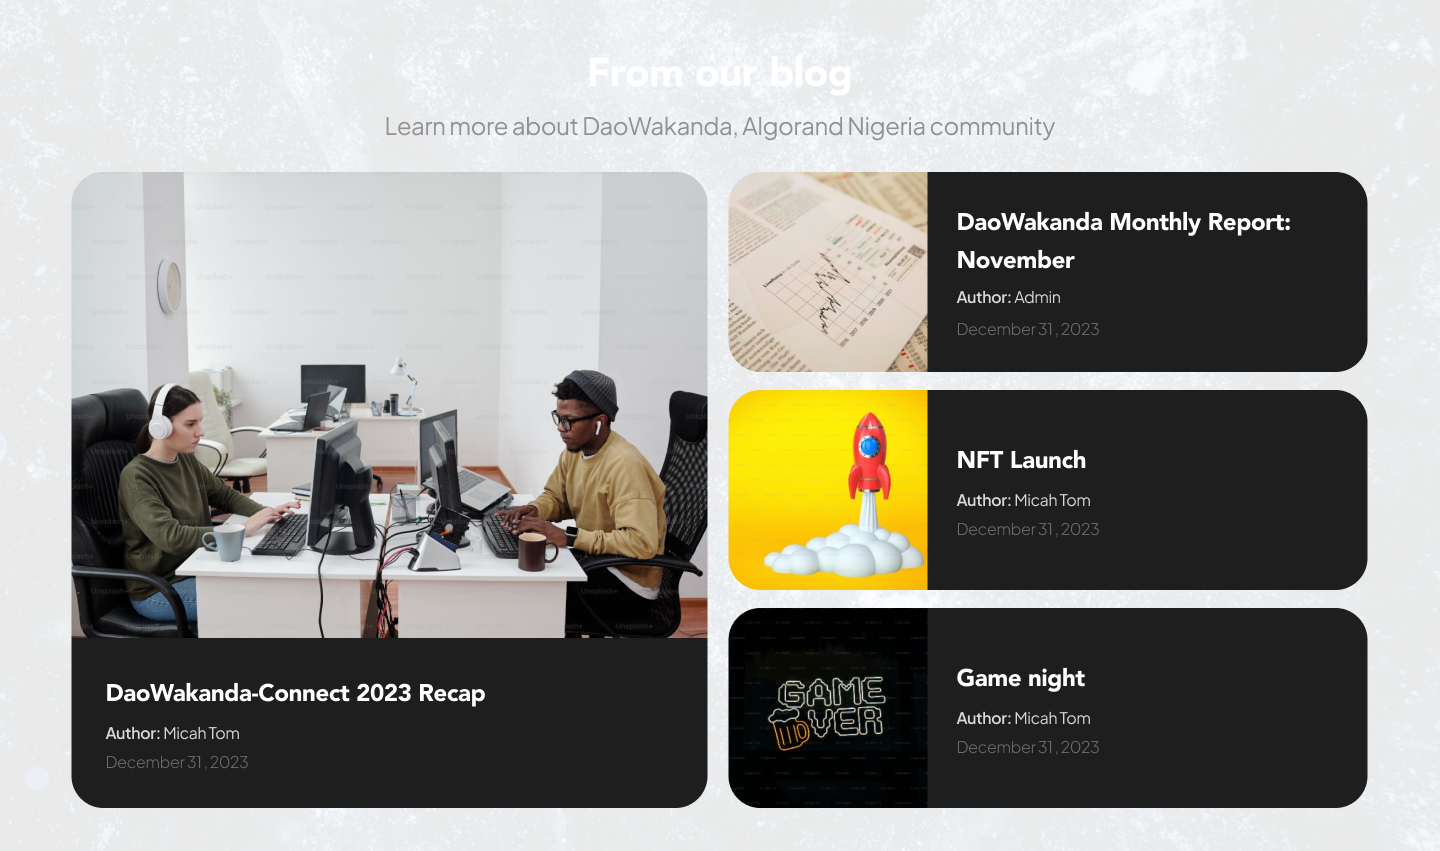 From our blog
Learn more about DaoWakanda, Algorand Nigeria community
DaoWakanda-Connect 2023 Recap
Author: Micah Tom
December 31, 2023
DaoWakanda Monthly Report:
November
Author: Admin
December 31, 2023
NFT Launch
Author: Micah Tom
December 31, 2023
GAME
OVER
Game night
Author: Micah Tom
December 31, 2023